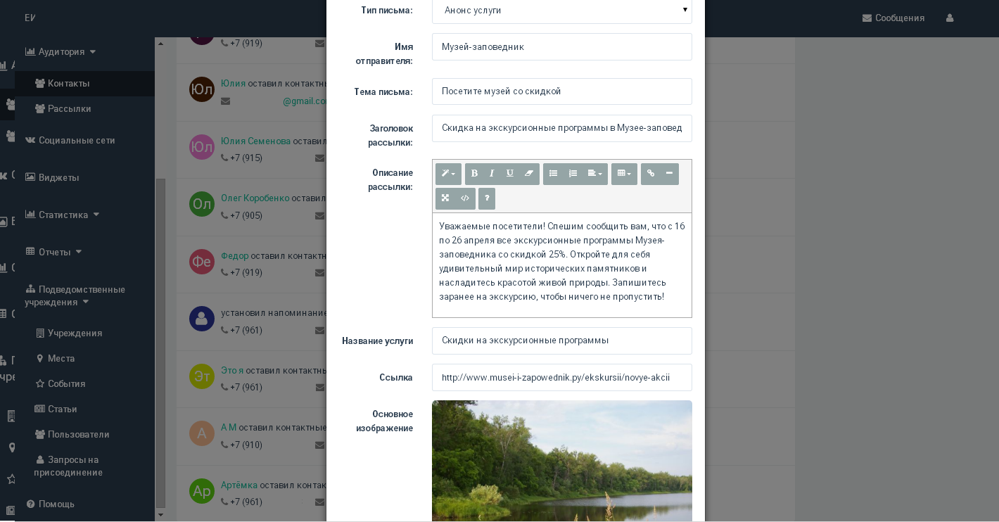 ЕИ
Сообщения
Аудитория
Контакты
Рассылки
Социальные сети
Виджеты
Статистика
Отчеты
Подведомственные
учреждения
Учреждения
Места
События
Статьи
Пользователи
Запросы на
присоединение
Помощь
+7 (919)
Юл
Юлия оставил контактны
@gmail.co
Юл
Юлия Семенова оставил
+7 (915)
Ол
Олег Коробенко оставил
+7 (905)
Фе
Федор оставил контактн
+7 (919)
установил напоминание
+7 (961)
Эт
Это я оставил контактны
+7 (961)
А
А М оставил контактные
+7 (910)
Ар
Артёмка оставил контак
+7 (961)
Тип письма:
Анонс услуги
Имя
отправителя:
Музей-заповедник
Тема письма:
Посетите музей со скидкой
Заголовок
рассылки:
Скидка на экскурсионные программы в Музее-заповед
Описание
рассылки:
B I U
?
Уважаемые посетители! Спешим сообщить вам, что с 16
по 26 апреля все экскурсионные программы Музея-
заповедника со скидкой 25%. Откройте для себя
удивительный мир исторических памятников и
насладитесь красотой живой природы. Запишитесь
заранее на экскурсию, чтобы ничего не пропустить!
Название услуги
Скидки на экскурсионные программы
Ссылка
http://www.musei-i-zapowednik.py/ekskursii/novye-akcii
Основное
изображение